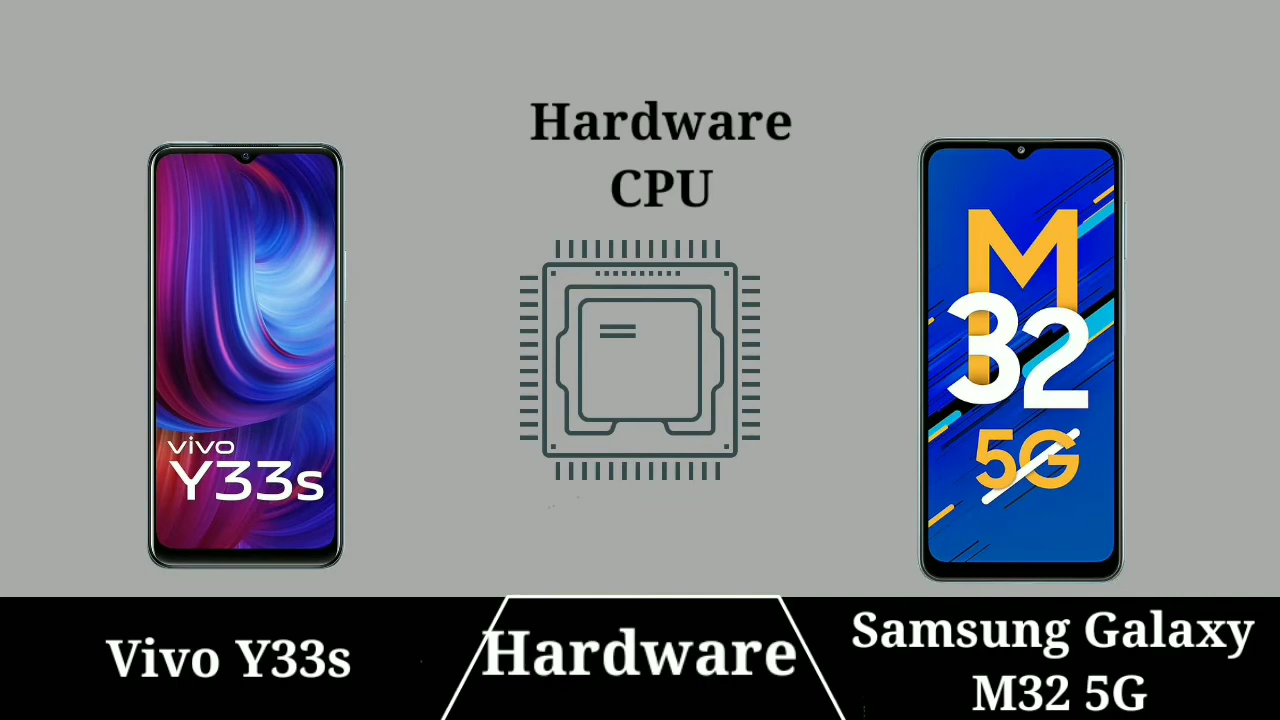 Hardware
CPU
vivo
Y33s
M
32
5G
Vivo Y33s
Hardware
Samsung Galaxy
M32 5G